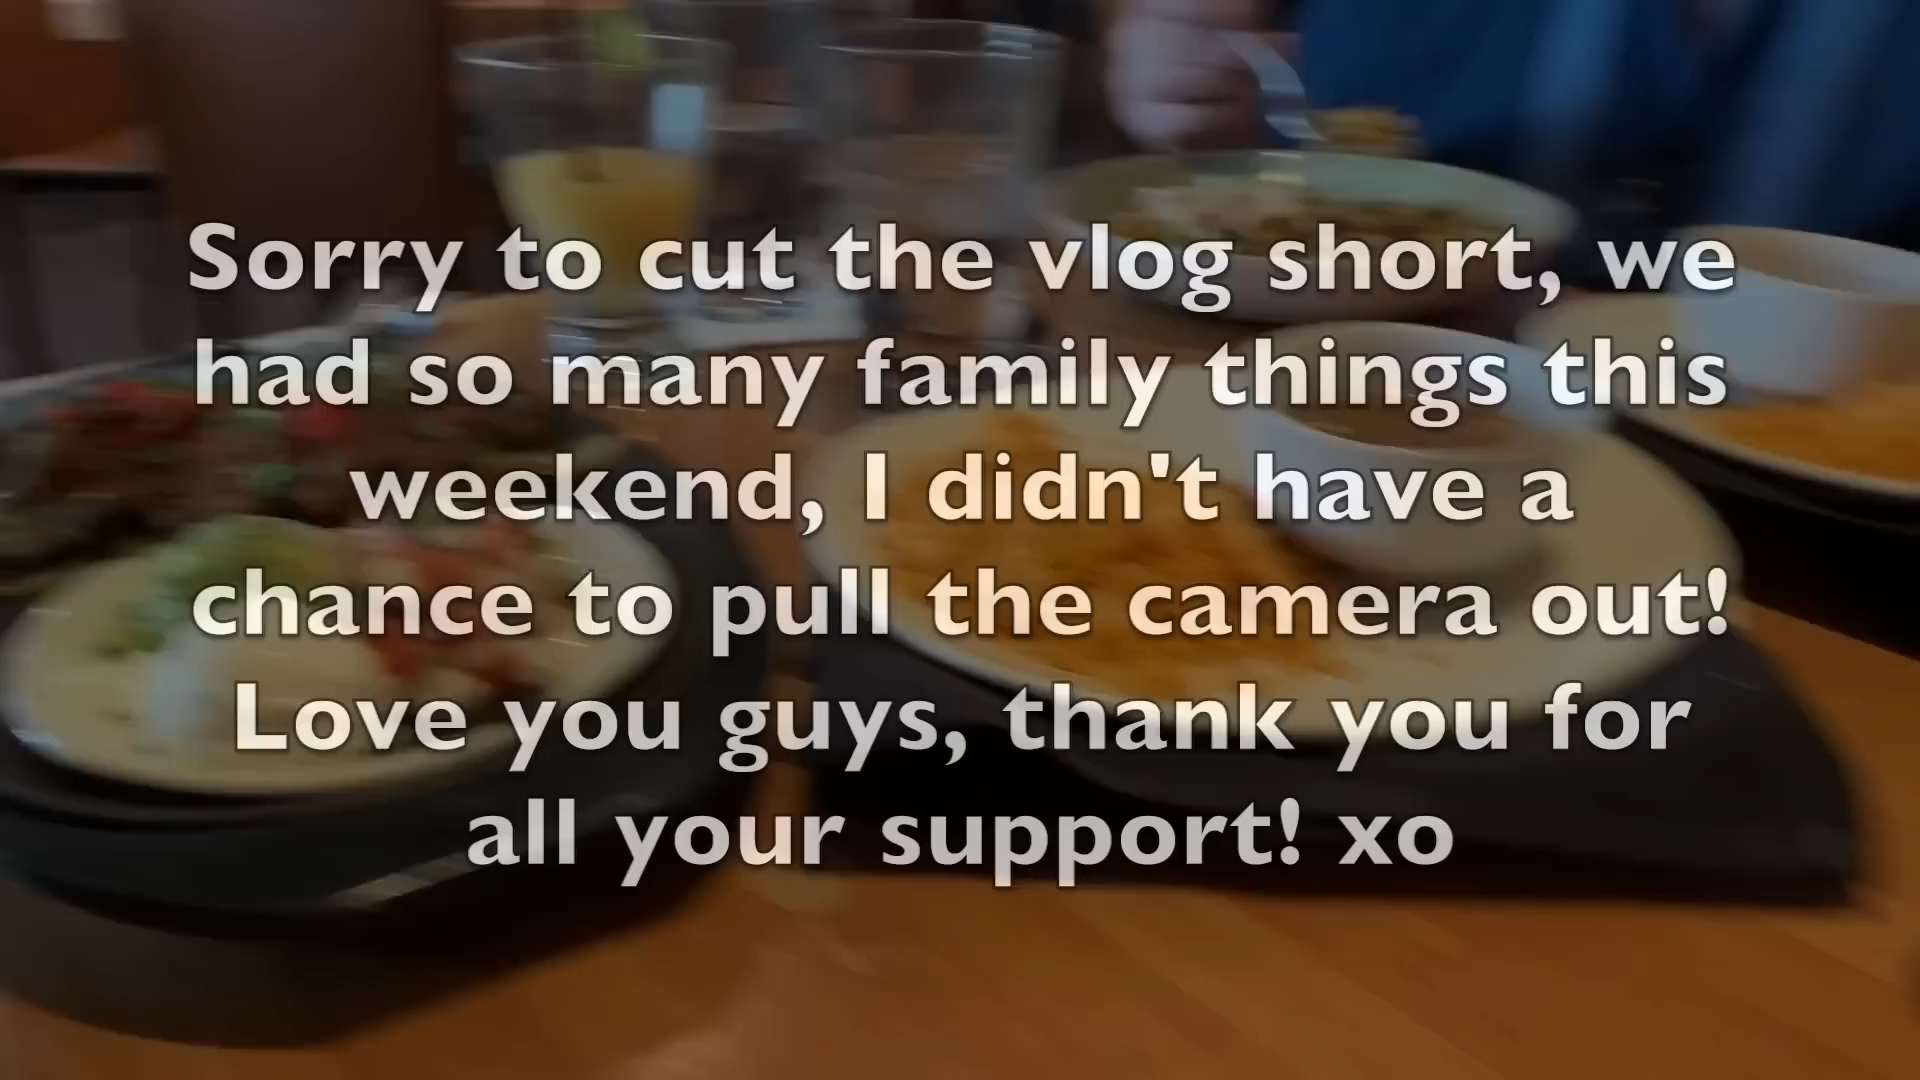 Sorry to cut the vlog short, we
had so many family things this
weekend, I didn't have a
chance to pull the camera out!
Love you guys, thank you for
all your support! xo